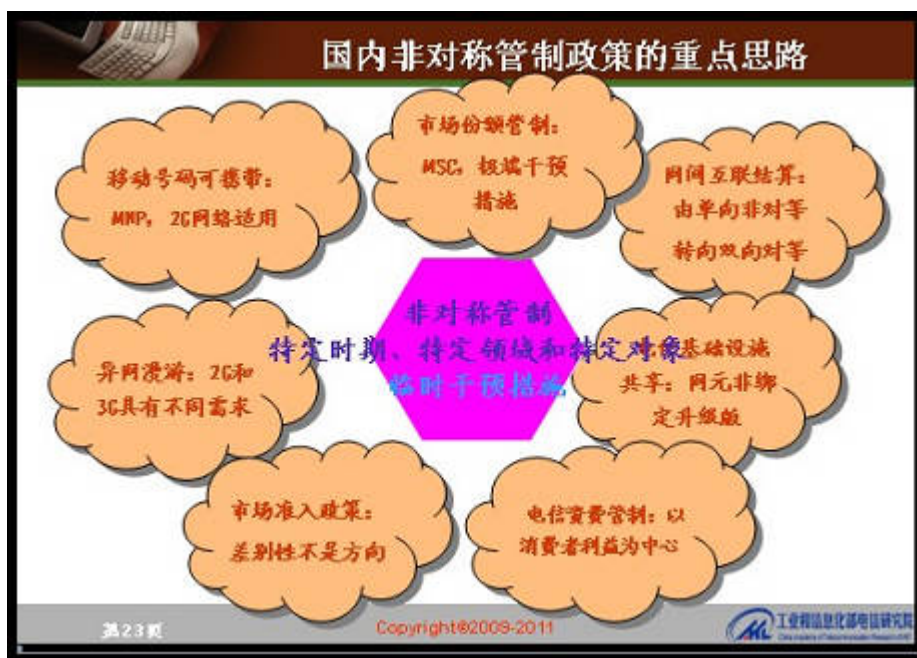 国内非对称管制政策的重点思路
市场份额管制：
MSC，极端干预
措施
移动号码可携带：
MNP，2G网络适用
网间互联结算：
由单向非对等
转向双向对等
非对称管制
特定时期、特定领域和特定对象
临时干预措施
异网漫游：2G和
3G具有不同需求
基础设施
共享：网元非绑
定升级版
市场准入政策：
差别性不是方向
电信资费管制：以
消费者利益为中心
第23页
Copyright©2009-2011
工业和信息化部电信研究院